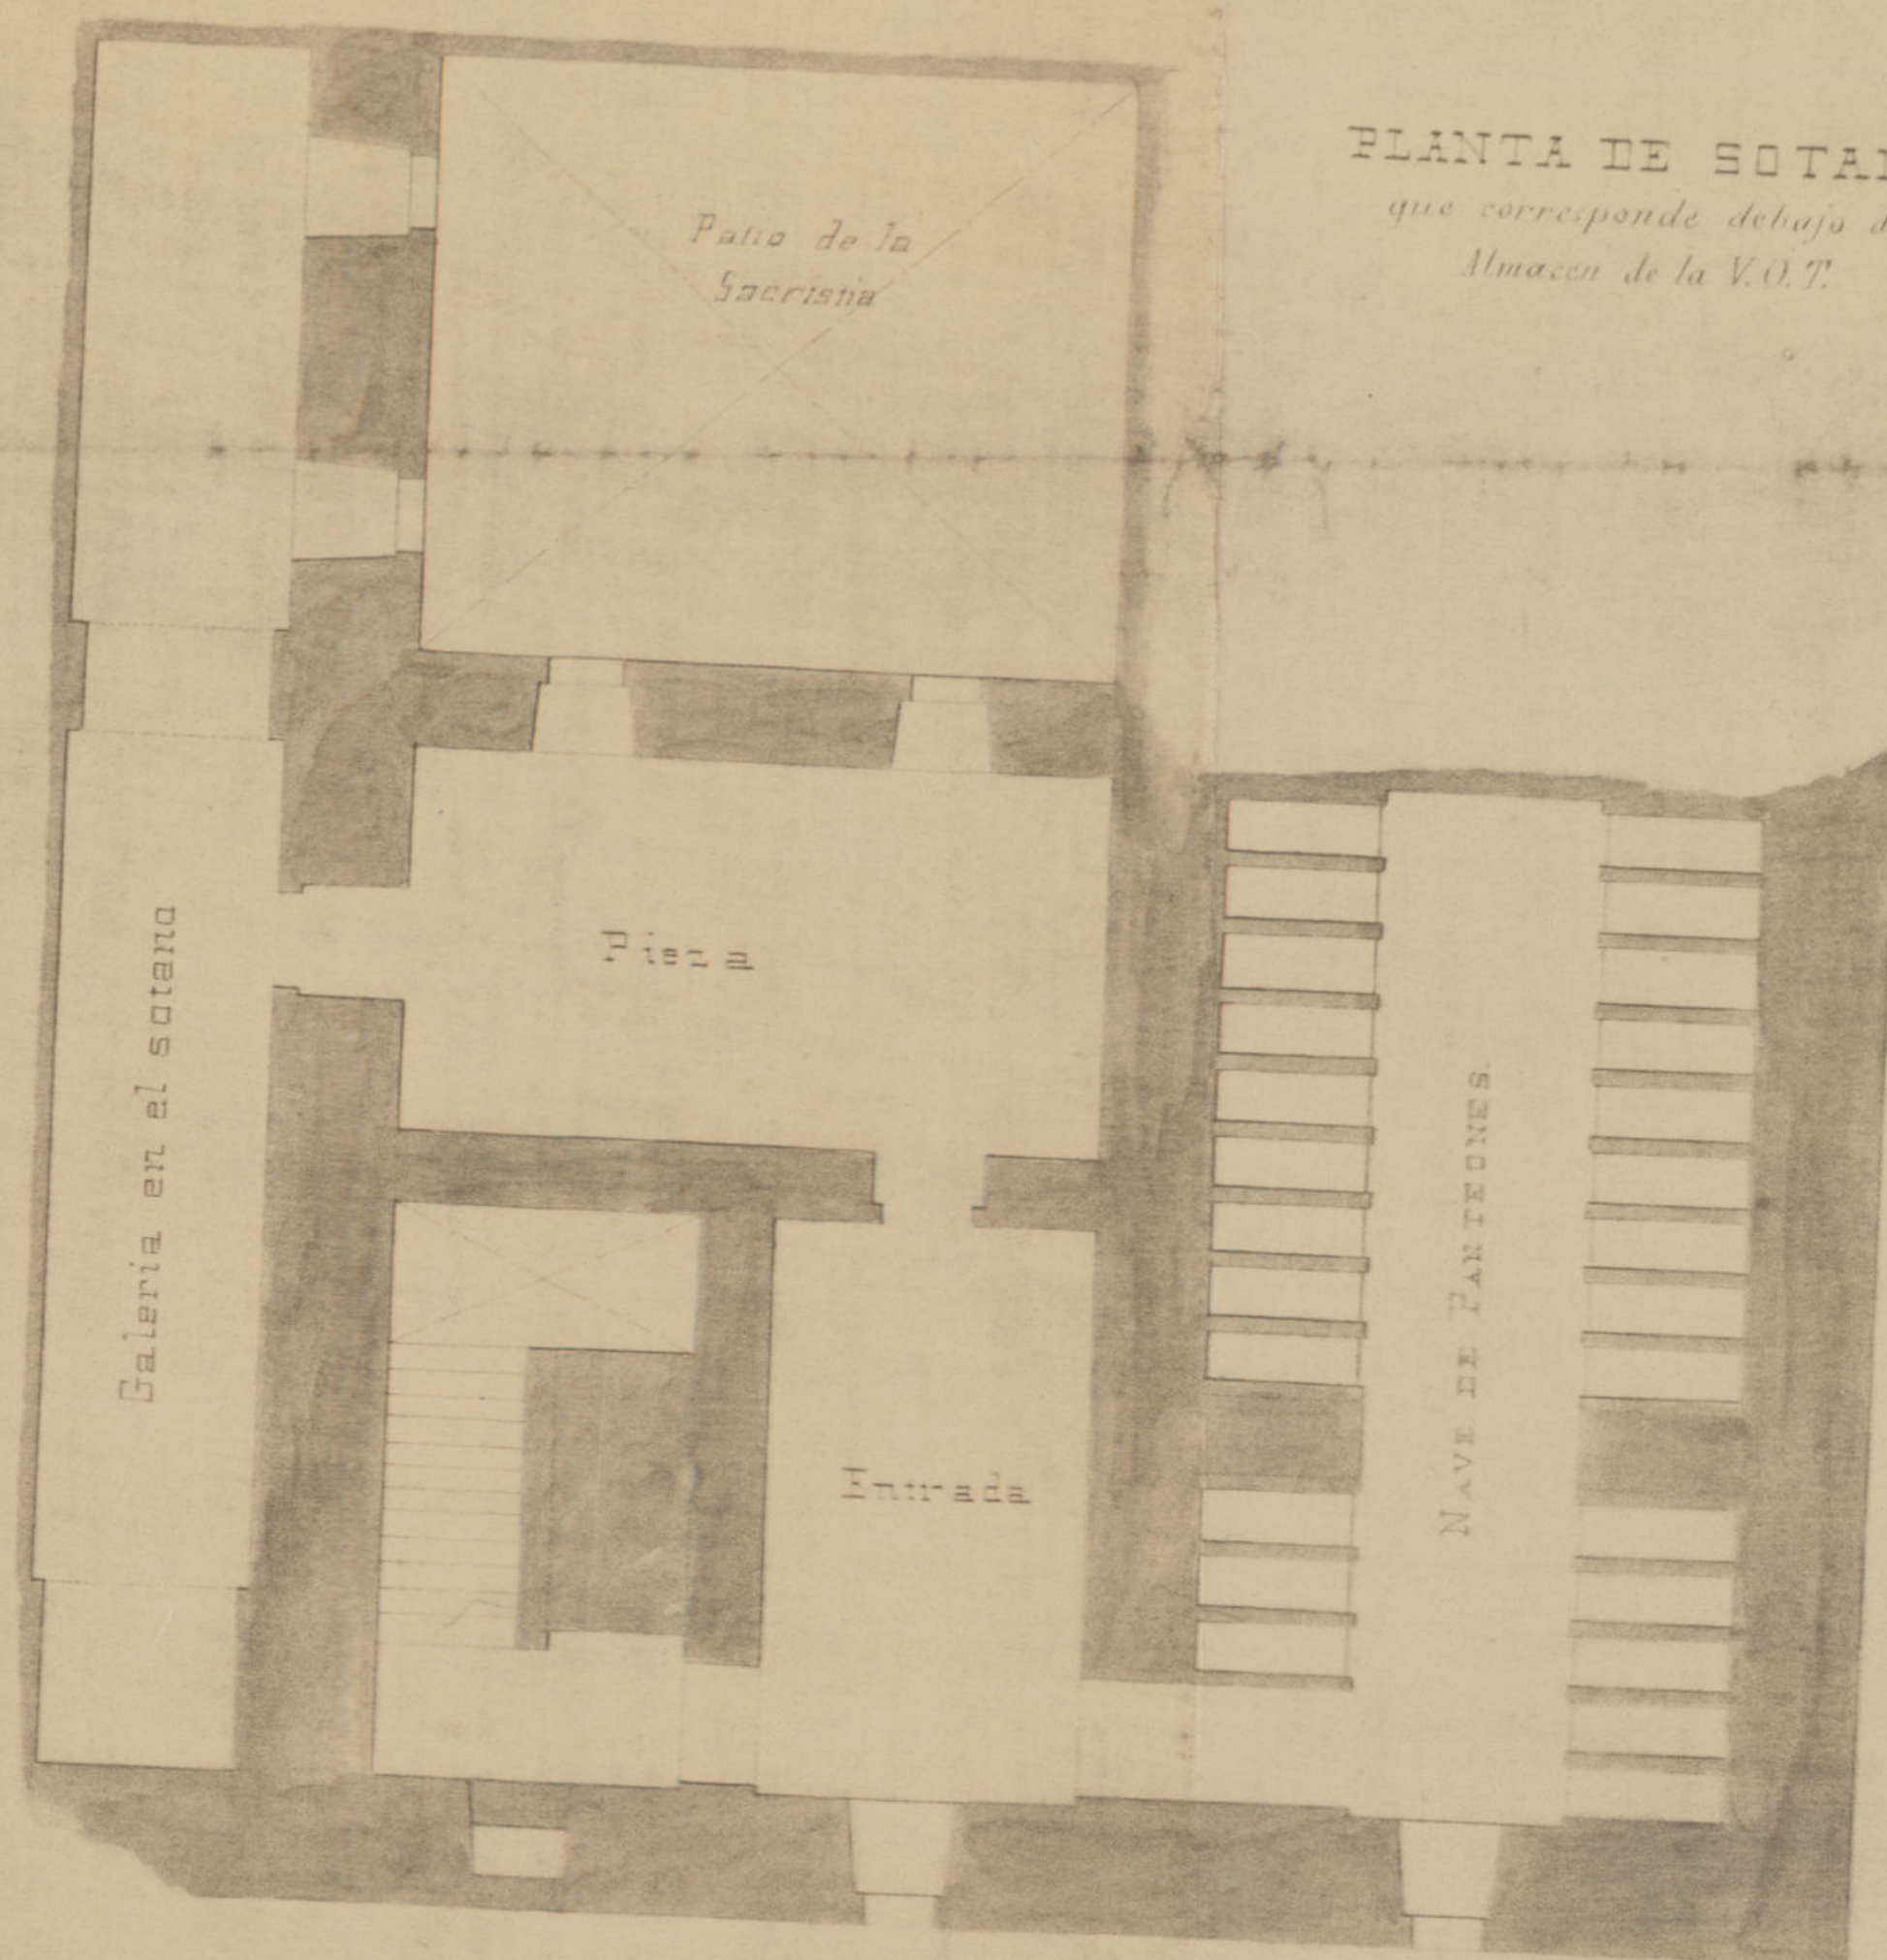 PLANTA DE SOTAN
que corresponde debajo d
Almacen de la V.O.T.
Patio de la
Sacristia
Pieza
Galeria en el sotano
NAVE DE PANTEONES.
Entrada